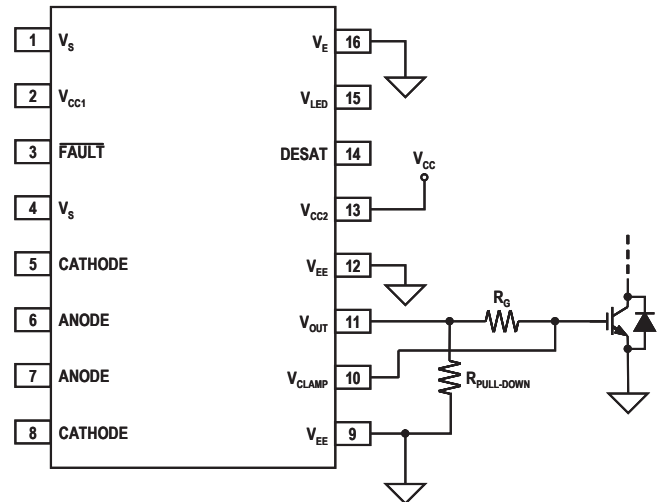 1 V_S
2 V_CC1
3 FAULT
4 V_S
5 CATHODE
6 ANODE
7 ANODE
8 CATHODE
V_E 16
V_LED 15
DESAT 14
V_CC2 13
V_EE 12
V_OUT 11
V_CLAMP 10
V_EE 9
V_CC
R_G
R_PULL-DOWN